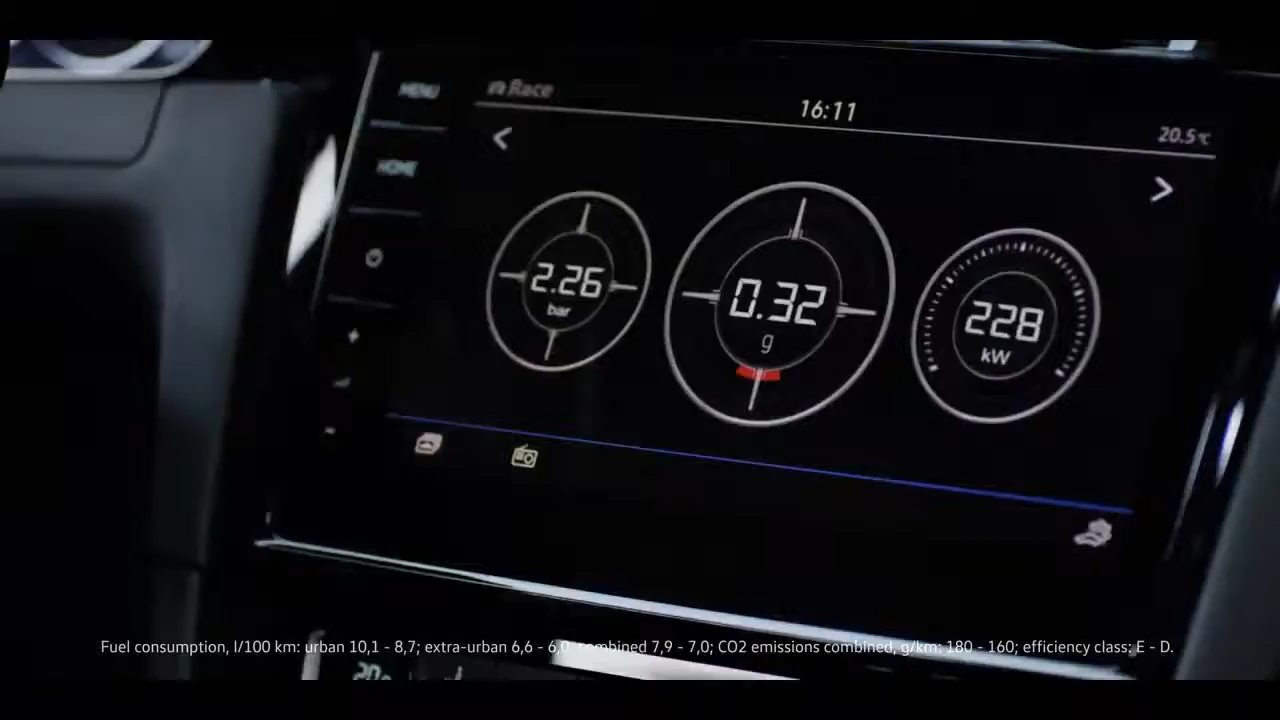 MENU
Race
16:11
20.5°C
HOME
2.26
bar
0.32
g
228
kW
Fuel consumption, l/100 km: urban 10,1 - 8,7; extra-urban 6,6 - 6,0; combined 7,9 - 7,0; CO2 emissions combined, g/km: 180 - 160; efficiency class: E - D.